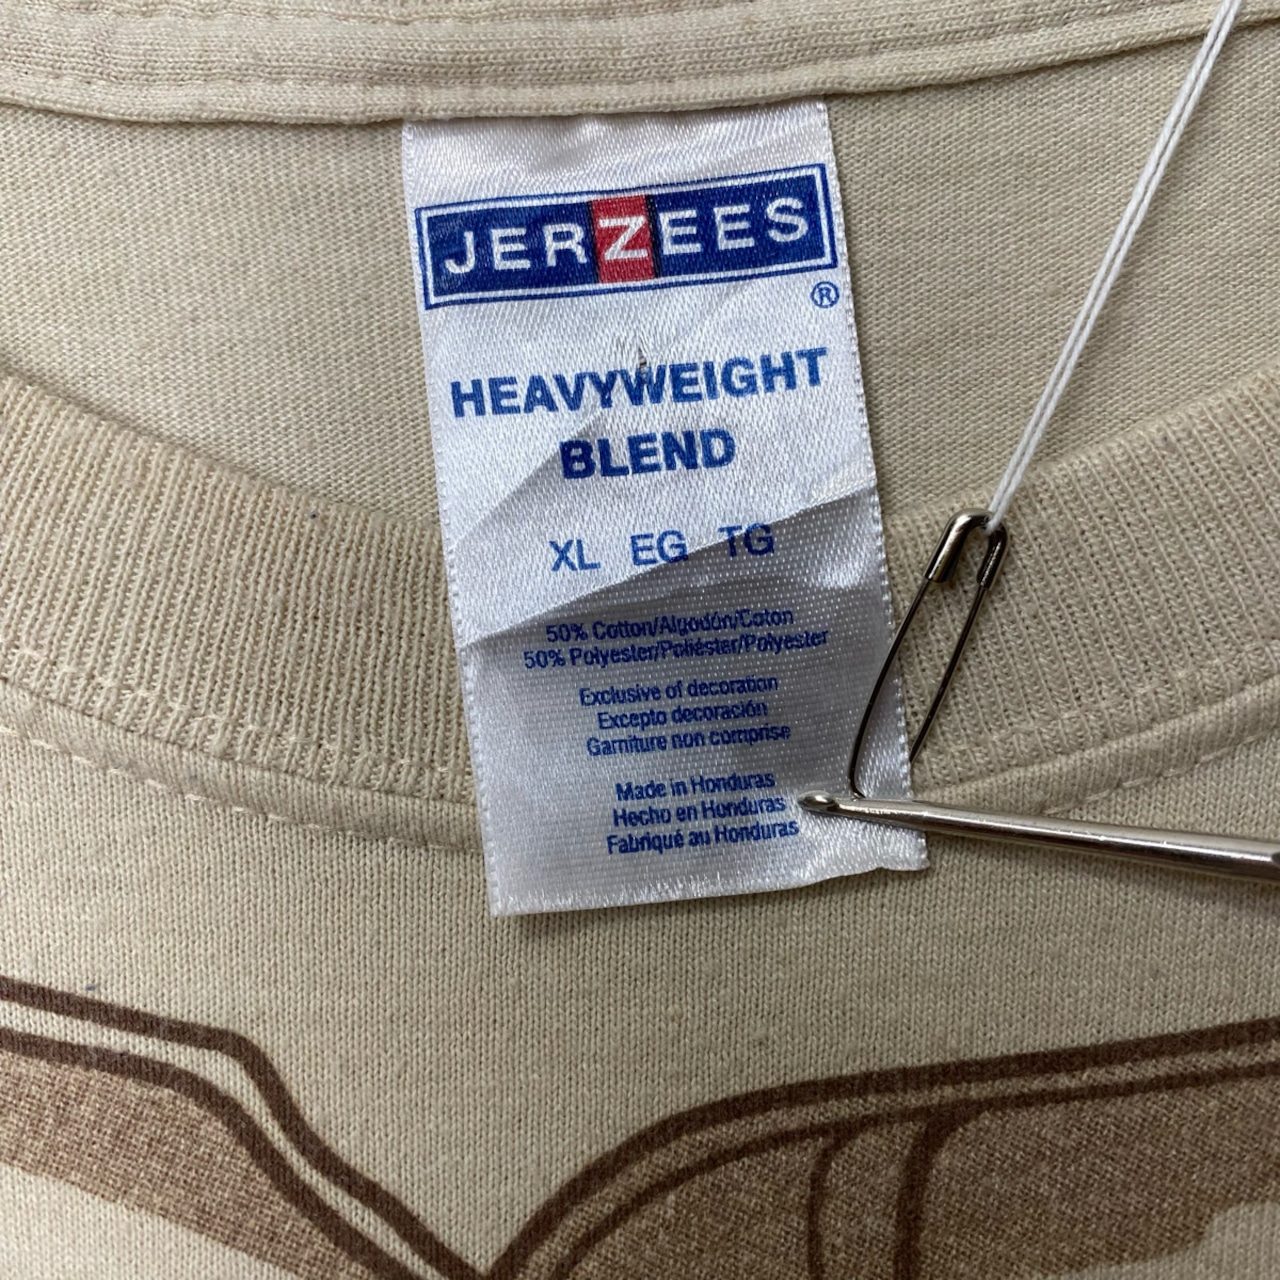 JERZEES
®
HEAVYWEIGHT
BLEND
XL EG TG
50% Cotton/Algodón/Coton
50% Polyester/Poliéster/Polyester
Exclusive of decoration
Excepto decoración
Garniture non comprise
Made in Honduras
Hecho en Honduras
Fabriqué au Honduras